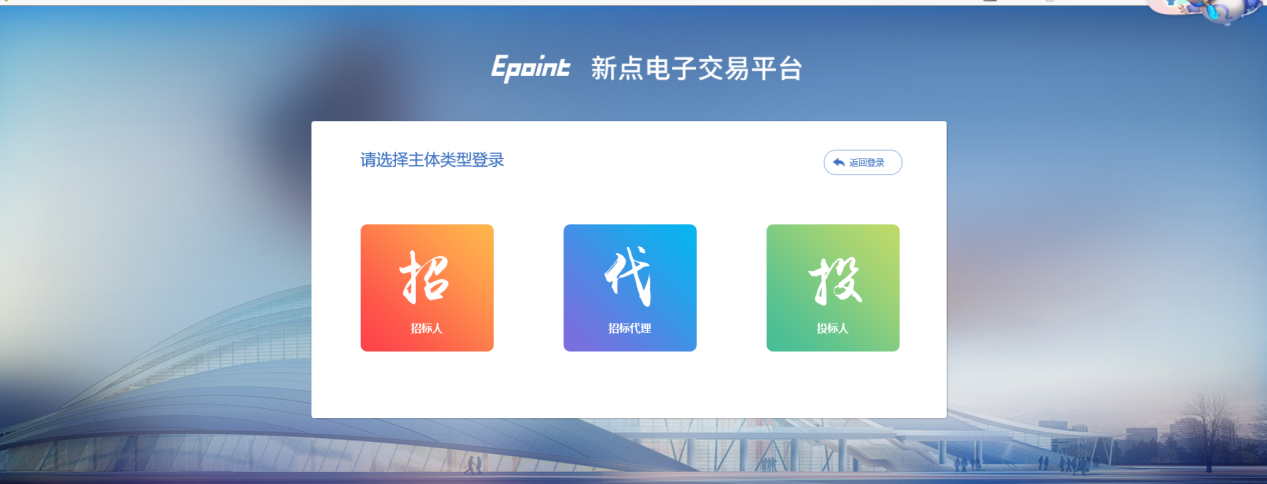 Epoint 新点电子交易平台
请选择主体类型登录
返回登录
招
代
投
招标人
招标代理
投标人